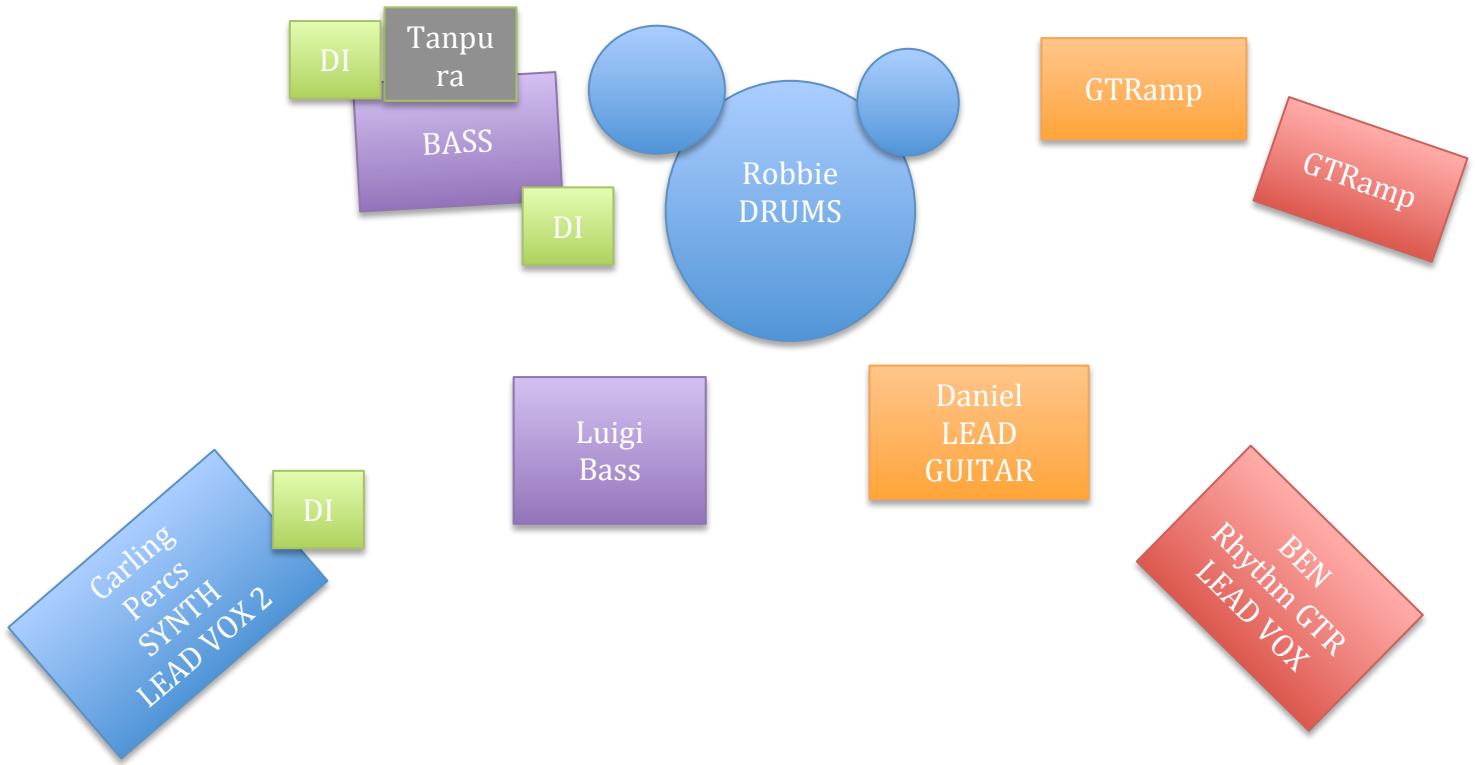 DI
Tanpu
ra
BASS
DI
Robbie
DRUMS
GTRamp
GTRamp
Luigi
Bass
Daniel
LEAD
GUITAR
DI
Carling
Percs
SYNTH
LEAD VOX 2
BEN
Rhythm GTR
LEAD VOX